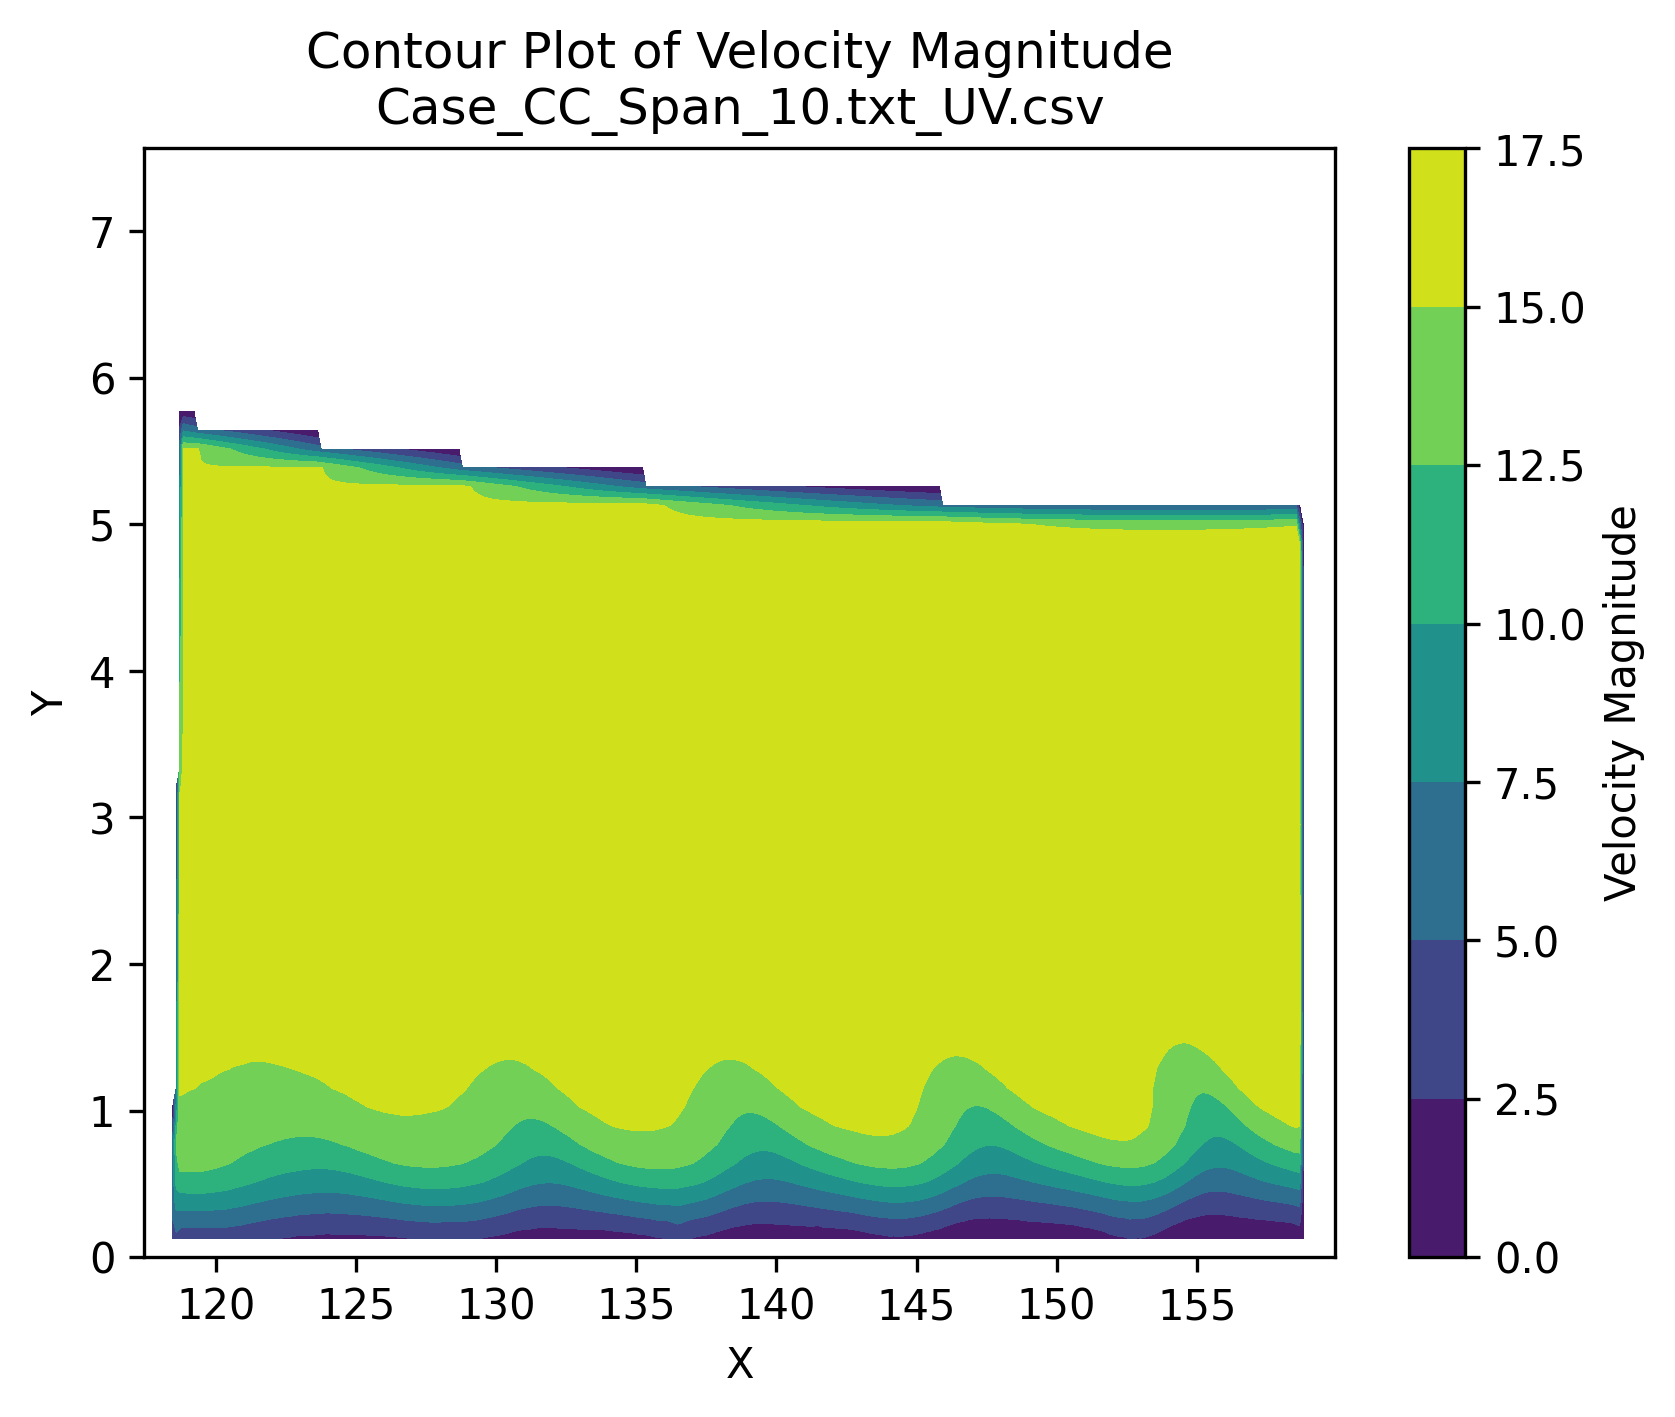 Contour Plot of Velocity Magnitude
Case_CC_Span_10.txt_UV.csv
7
6
5
4
3
2
1
0
Y
120 125 130 135 140 145 150 155
X
17.5
15.0
12.5
10.0
7.5
5.0
2.5
0.0
Velocity Magnitude